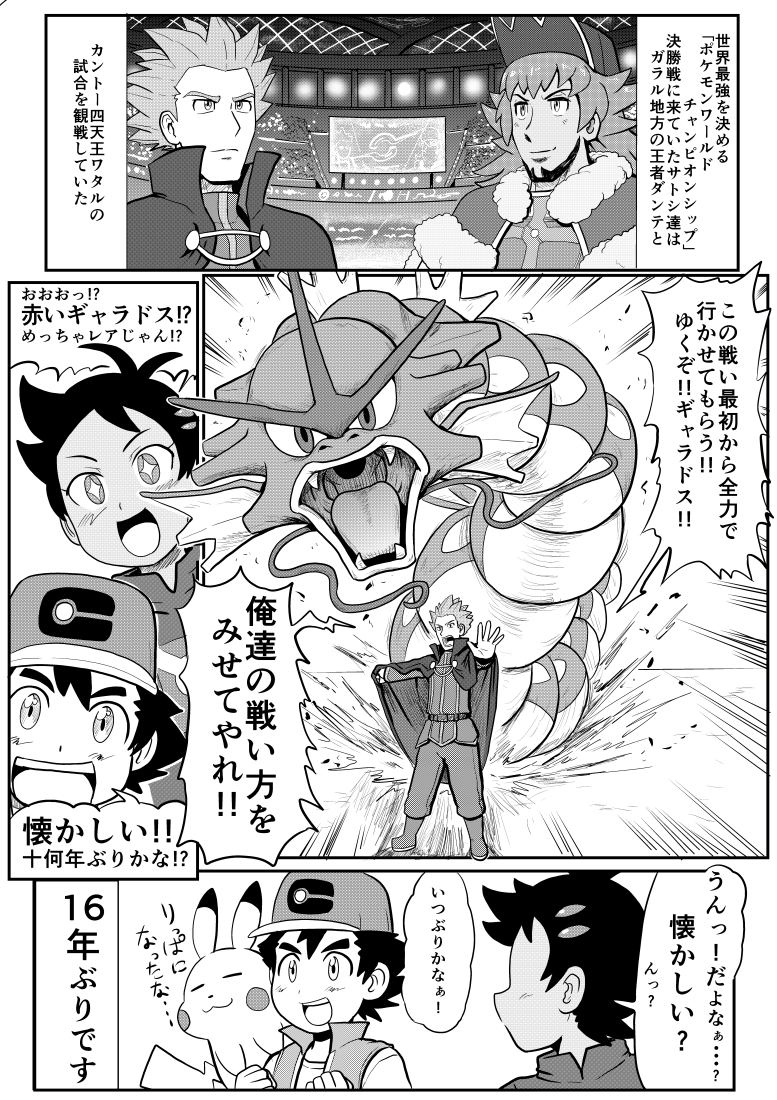 世界最強を決める
「ポケモンワールド
チャンピオンシップ」
決勝戦に来ていたサトシ達は
ガラル地方の王者ダンテと
カントー四天王ワタルの
試合を観戦していた
この戦い最初から全力で
行かせてもらう!!
ゆくぞ!!ギャラドス!!
俺達の戦い方を
みせてやれ!!
おおおっ!?
赤いギャラドス!?
めっちゃレアじゃん!?
懐かしい!!
十何年ぶりかな!?
うんっ!だよなぁ…?
懐かしい?
んっ?
いつぶりかなぁ!
りっぱに
なったな…
16年ぶりです